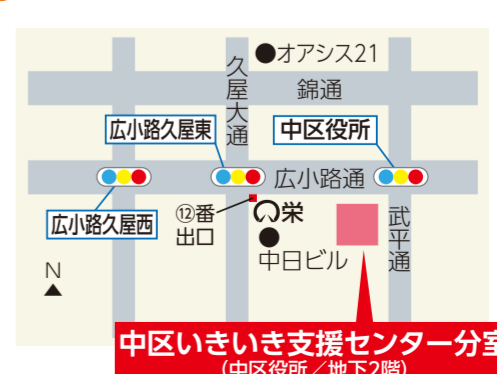 ●オアシス21
錦通
久屋大通
広小路久屋東
中区役所
広小路通
広小路久屋西
⑫番
出口
栄
中日ビル
武平通
N
中区いきいき支援センター分室
(中区役所/地下2階)